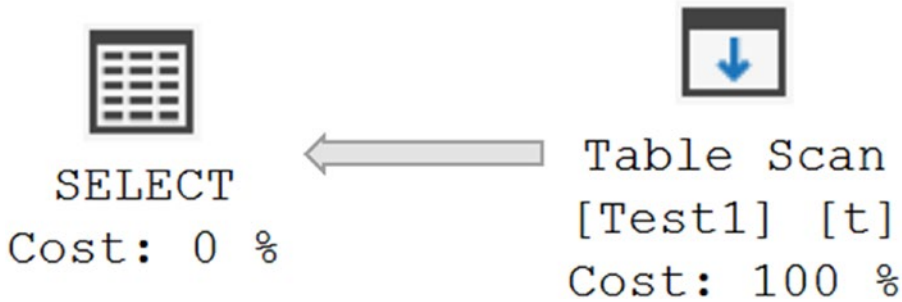 SELECT
Cost: 0 %
Table Scan
[Test1] [t]
Cost: 100 %